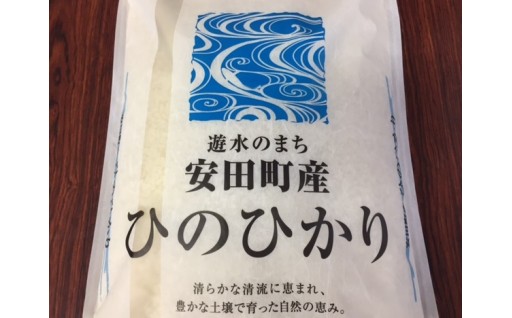 遊水のまち
安田町産
ひのひかり
清らかな清流に恵まれ、
豊かな土壌で育った自然の恵み。